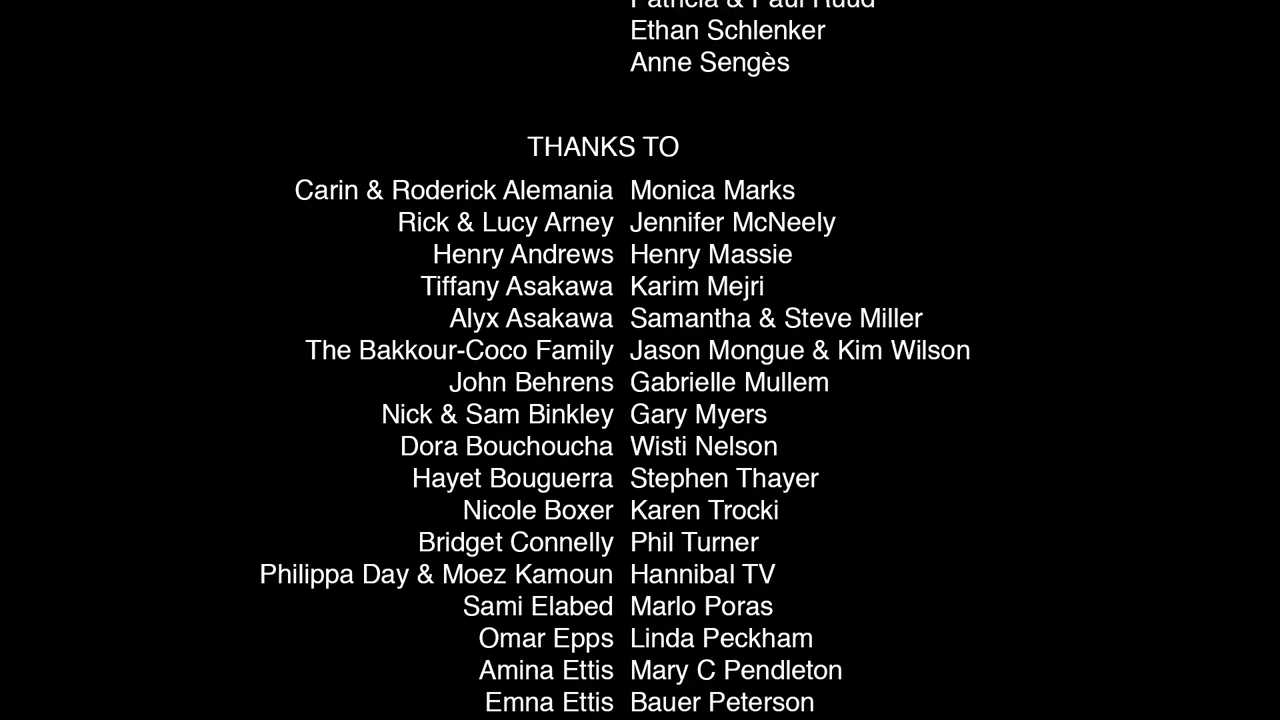 Patricia & Paul Ruud
Ethan Schlenker
Anne Sengès
THANKS TO
Carin & Roderick Alemania Monica Marks
Rick & Lucy Arney Jennifer McNeely
Henry Andrews Henry Massie
Tiffany Asakawa Karim Mejri
Alyx Asakawa Samantha & Steve Miller
The Bakkour-Coco Family Jason Mongue & Kim Wilson
John Behrens Gabrielle Mullem
Nick & Sam Binkley Gary Myers
Dora Bouchoucha Wisti Nelson
Hayet Bouguerra Stephen Thayer
Nicole Boxer Karen Trocki
Bridget Connelly Phil Turner
Philippa Day & Moez Kamoun Hannibal TV
Sami Elabed Marlo Poras
Omar Epps Linda Peckham
Amina Ettis Mary C Pendleton
Emna Ettis Bauer Peterson